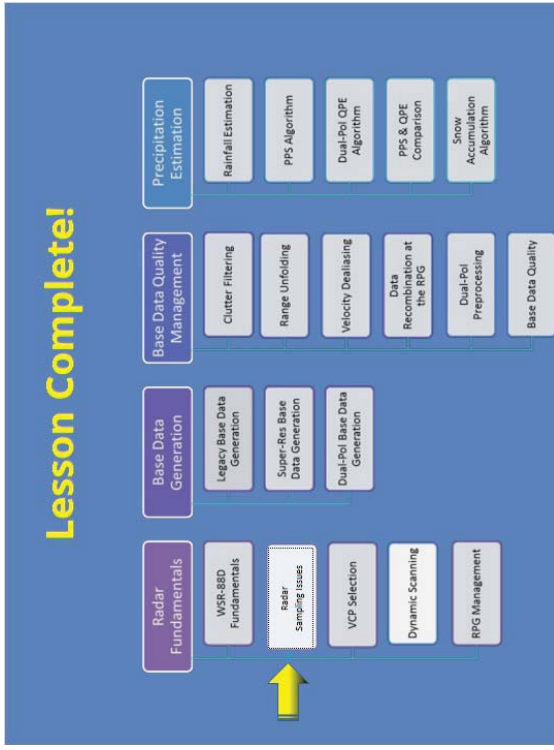 Lesson Complete!
Radar
Fundamentals
WSR-88D
Fundamentals
Radar
Sampling Issues
VCP Selection
Dynamic Scanning
RPG Management
Base Data
Generation
Legacy Base Data
Generation
Super-Res Base
Data Generation
Dual-Pol Base Data
Generation
Base Data Quality
Management
Clutter Filtering
Range Unfolding
Velocity Dealiasing
Data
Recombination at
the RPG
Dual-Pol
Preprocessing
Base Data Quality
Precipitation
Estimation
Rainfall Estimation
PPS Algorithm
Dual-Pol QPE
Algorithm
PPS & QPE
Comparison
Snow
Accumulation
Algorithm